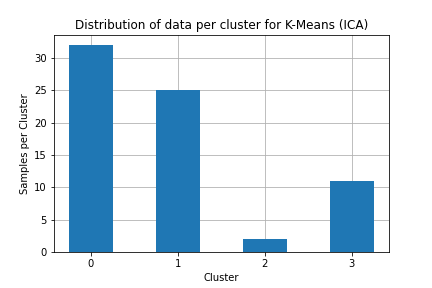 Distribution of data per cluster for K-Means (ICA)
30
25
20
15
10
5
0
Samples per Cluster
0 1 2 3
Cluster